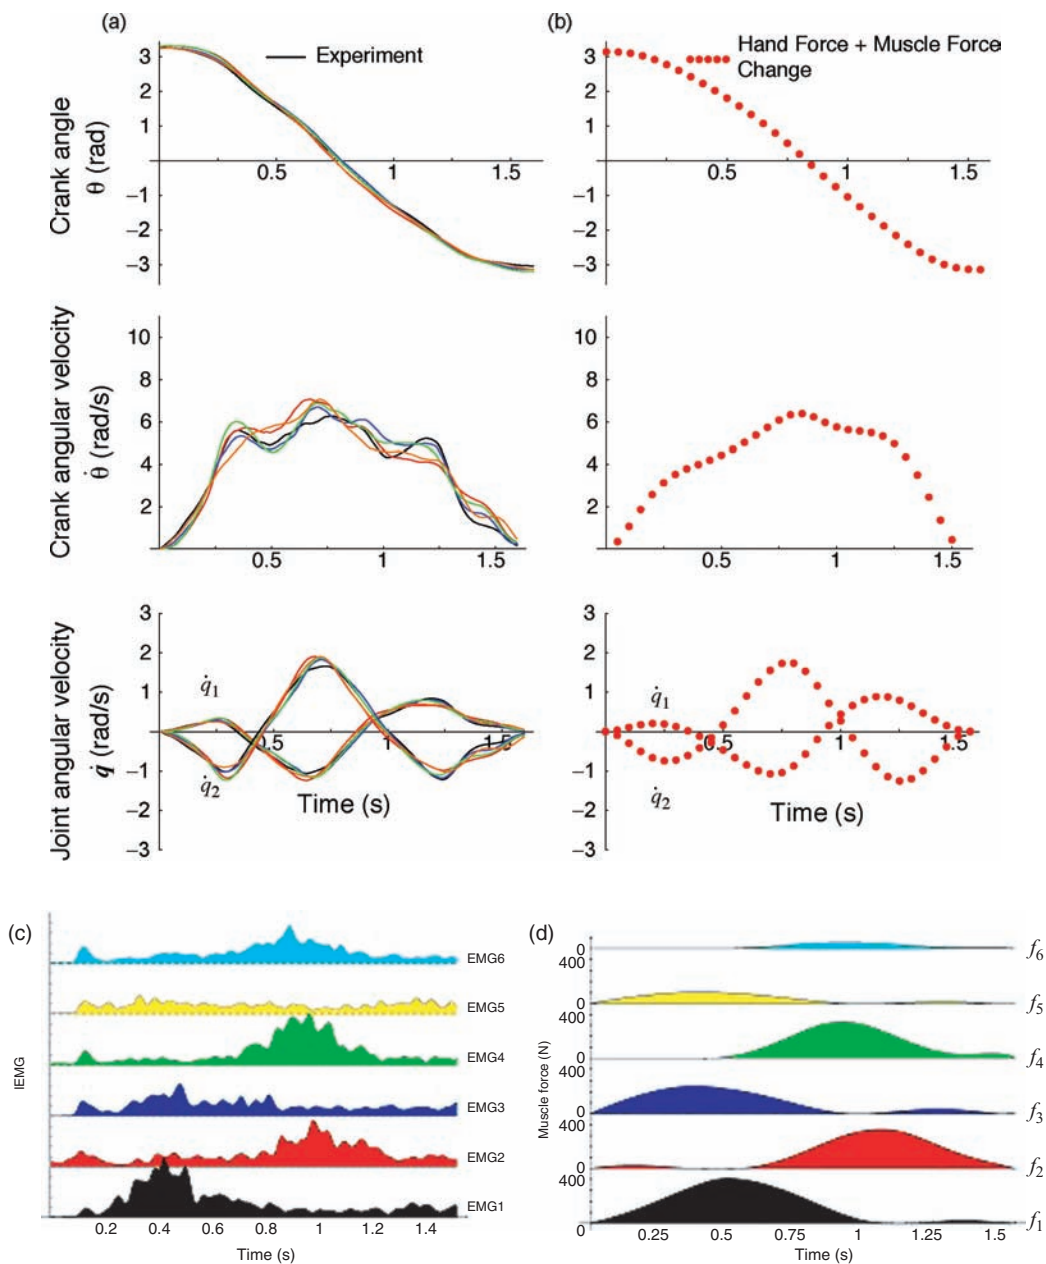 (a)
Experiment
Crank angle
θ (rad)
3
2
1
−1
−2
−3
0.5
1
1.5
(b)
Hand Force + Muscle Force
Change
3
2
1
−1
−2
−3
0.5
1
1.5
Crank angular velocity
θ̇ (rad/s)
10
8
6
4
2
0.5
1
1.5
10
8
6
4
2
0.5
1
1.5
Joint angular velocity
q̇ (rad/s)
3
2
1
−1
−2
−3
q̇1
q̇2
0.5
1
1.5
Time (s)
3
2
1
−1
−2
−3
q̇1
q̇2
0.5
1
1.5
Time (s)
(c)
IEMG
EMG6
EMG5
EMG4
EMG3
EMG2
EMG1
0.2
0.4
0.6
0.8
1
1.2
1.4
Time (s)
(d)
Muscle force (N)
0
400
0
400
0
400
0
400
0
400
0
f6
f5
f4
f3
f2
f1
0.25
0.5
0.75
1
1.25
1.5
Time (s)